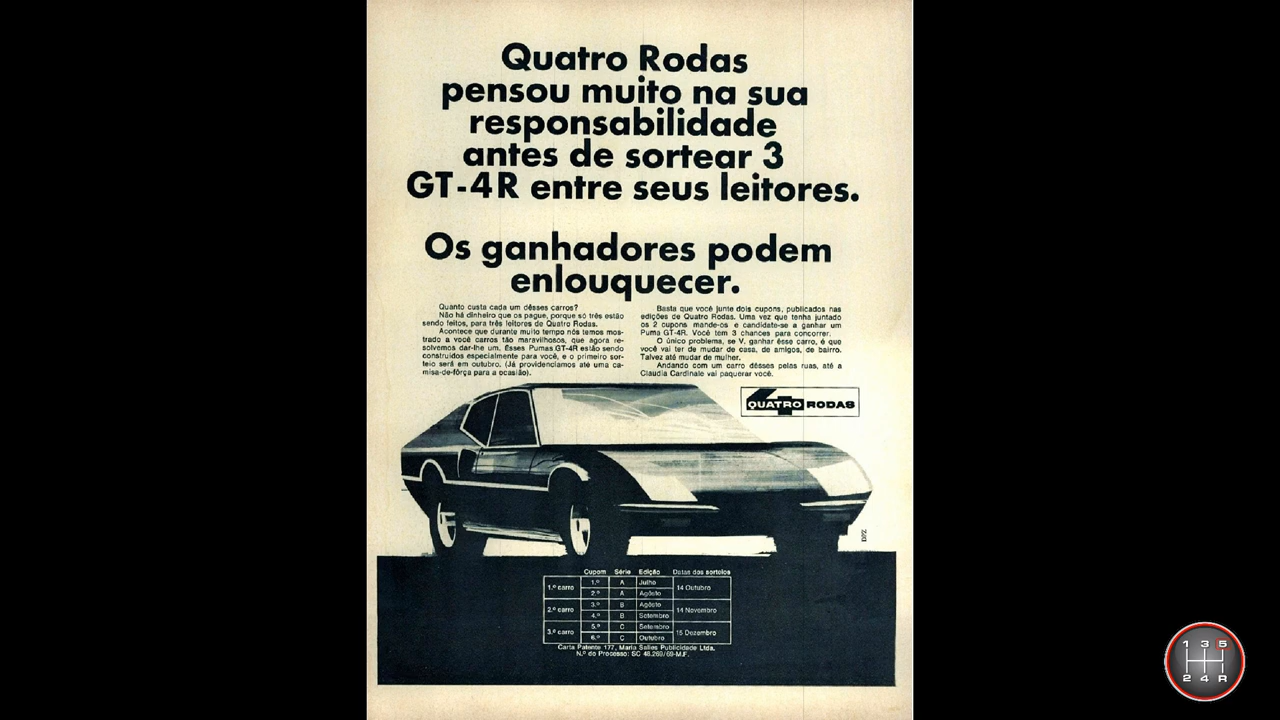 Quatro Rodas
pensou muito na sua
responsabilidade
antes de sortear 3
GT-4R entre seus leitores.
Os ganhadores podem
enlouquecer.
Quanto custa cada um dêsses carros?
Não há dinheiro que os pague, porque só três estão
sendo feitos, para três leitores de Quatro Rodas.
Acontece que durante muito tempo nós temos mos-
trado a você carros tão maravilhosos, que agora re-
solvemos dar-lhe um. Êsses Pumas GT-4R estão sendo
construídos especialmente para você, e o primeiro sor-
teio será em outubro. (Já providenciamos até uma ca-
misa-de-fôrça para a ocasião).
Basta que você junte dois cupons, publicados nas
edições de Quatro Rodas. Uma vez que tenha juntado
os 2 cupons mande-os e candidate-se a ganhar um
Puma GT-4R. Você tem 3 chances para concorrer.
O único problema, se V. ganhar êsse carro, é que
você vai ter de mudar de casa, de amigos, de bairro.
Talvez até mudar de mulher.
Andando com um carro dêsses pelas ruas, até a
Claudia Cardinale vai paquerar você.
QUATRO RODAS
DPZ
Cupom Série Edição Datas dos sorteios
1.º carro 1.º A Julho 14 Outubro
2.º A Agôsto
2.º carro 3.º B Agôsto 14 Novembro
4.º B Setembro
3.º carro 5.º C Setembro 15 Dezembro
6.º C Outubro
Carta Patente 177, Maria Salles Publicidade Ltda.
N.º do Processo: SC 48.269/69-M.F.
1 3 5
2 4 R